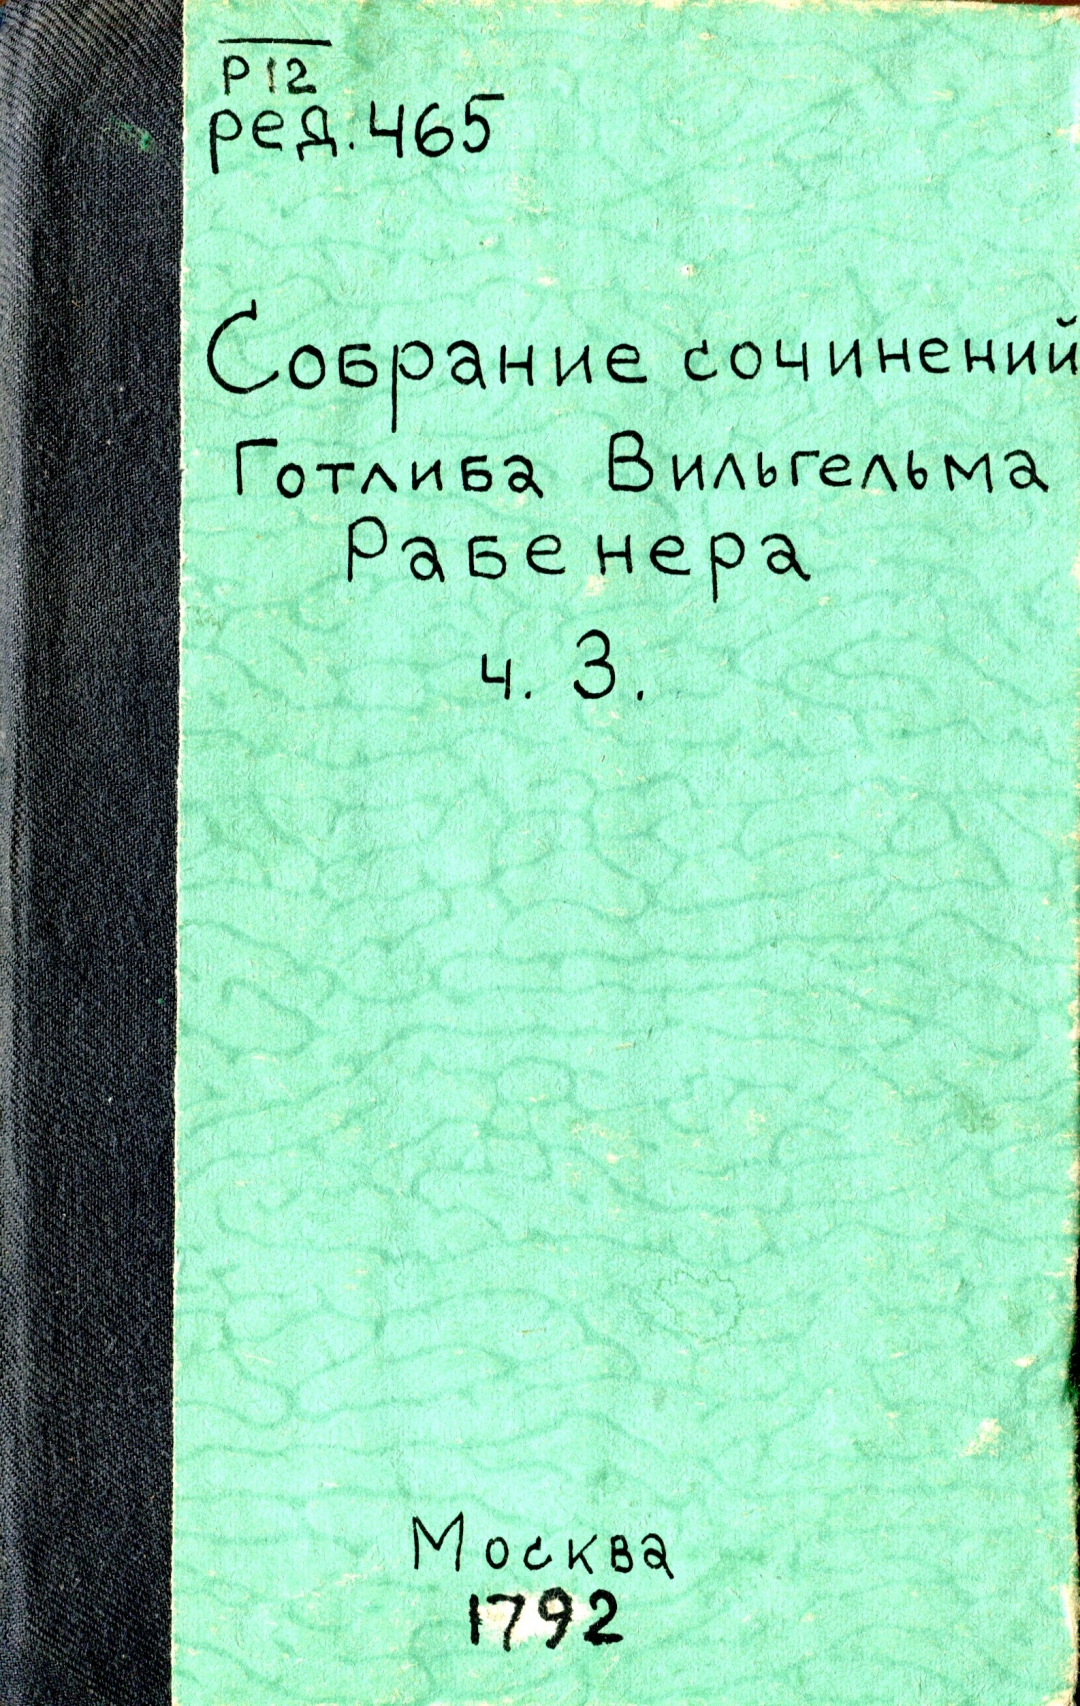 Р12
ред.465
Собрание сочинений
Готлиба Вильгельма
Рабенера
ч. 3.
Москва
1792